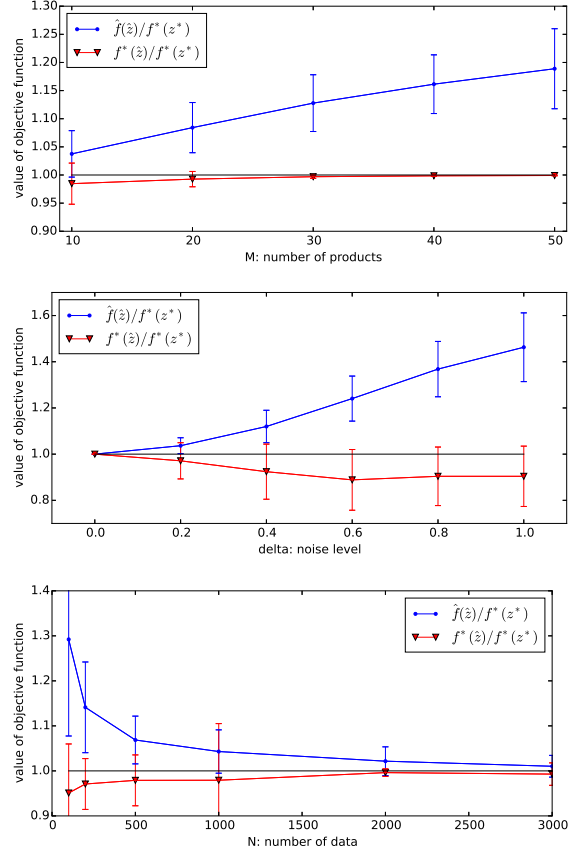 1.30
1.25
1.20
1.15
1.10
1.05
1.00
0.95
0.90
value of objective function
f̂(ẑ)/f*(z*)
f*(ẑ)/f*(z*)
10 20 30 40 50
M: number of products
1.6
1.4
1.2
1.0
0.8
value of objective function
f̂(ẑ)/f*(z*)
f*(ẑ)/f*(z*)
0.0 0.2 0.4 0.6 0.8 1.0
delta: noise level
1.4
1.3
1.2
1.1
1.0
0.9
value of objective function
f̂(ẑ)/f*(z*)
f*(ẑ)/f*(z*)
0 500 1000 1500 2000 2500 3000
N: number of data